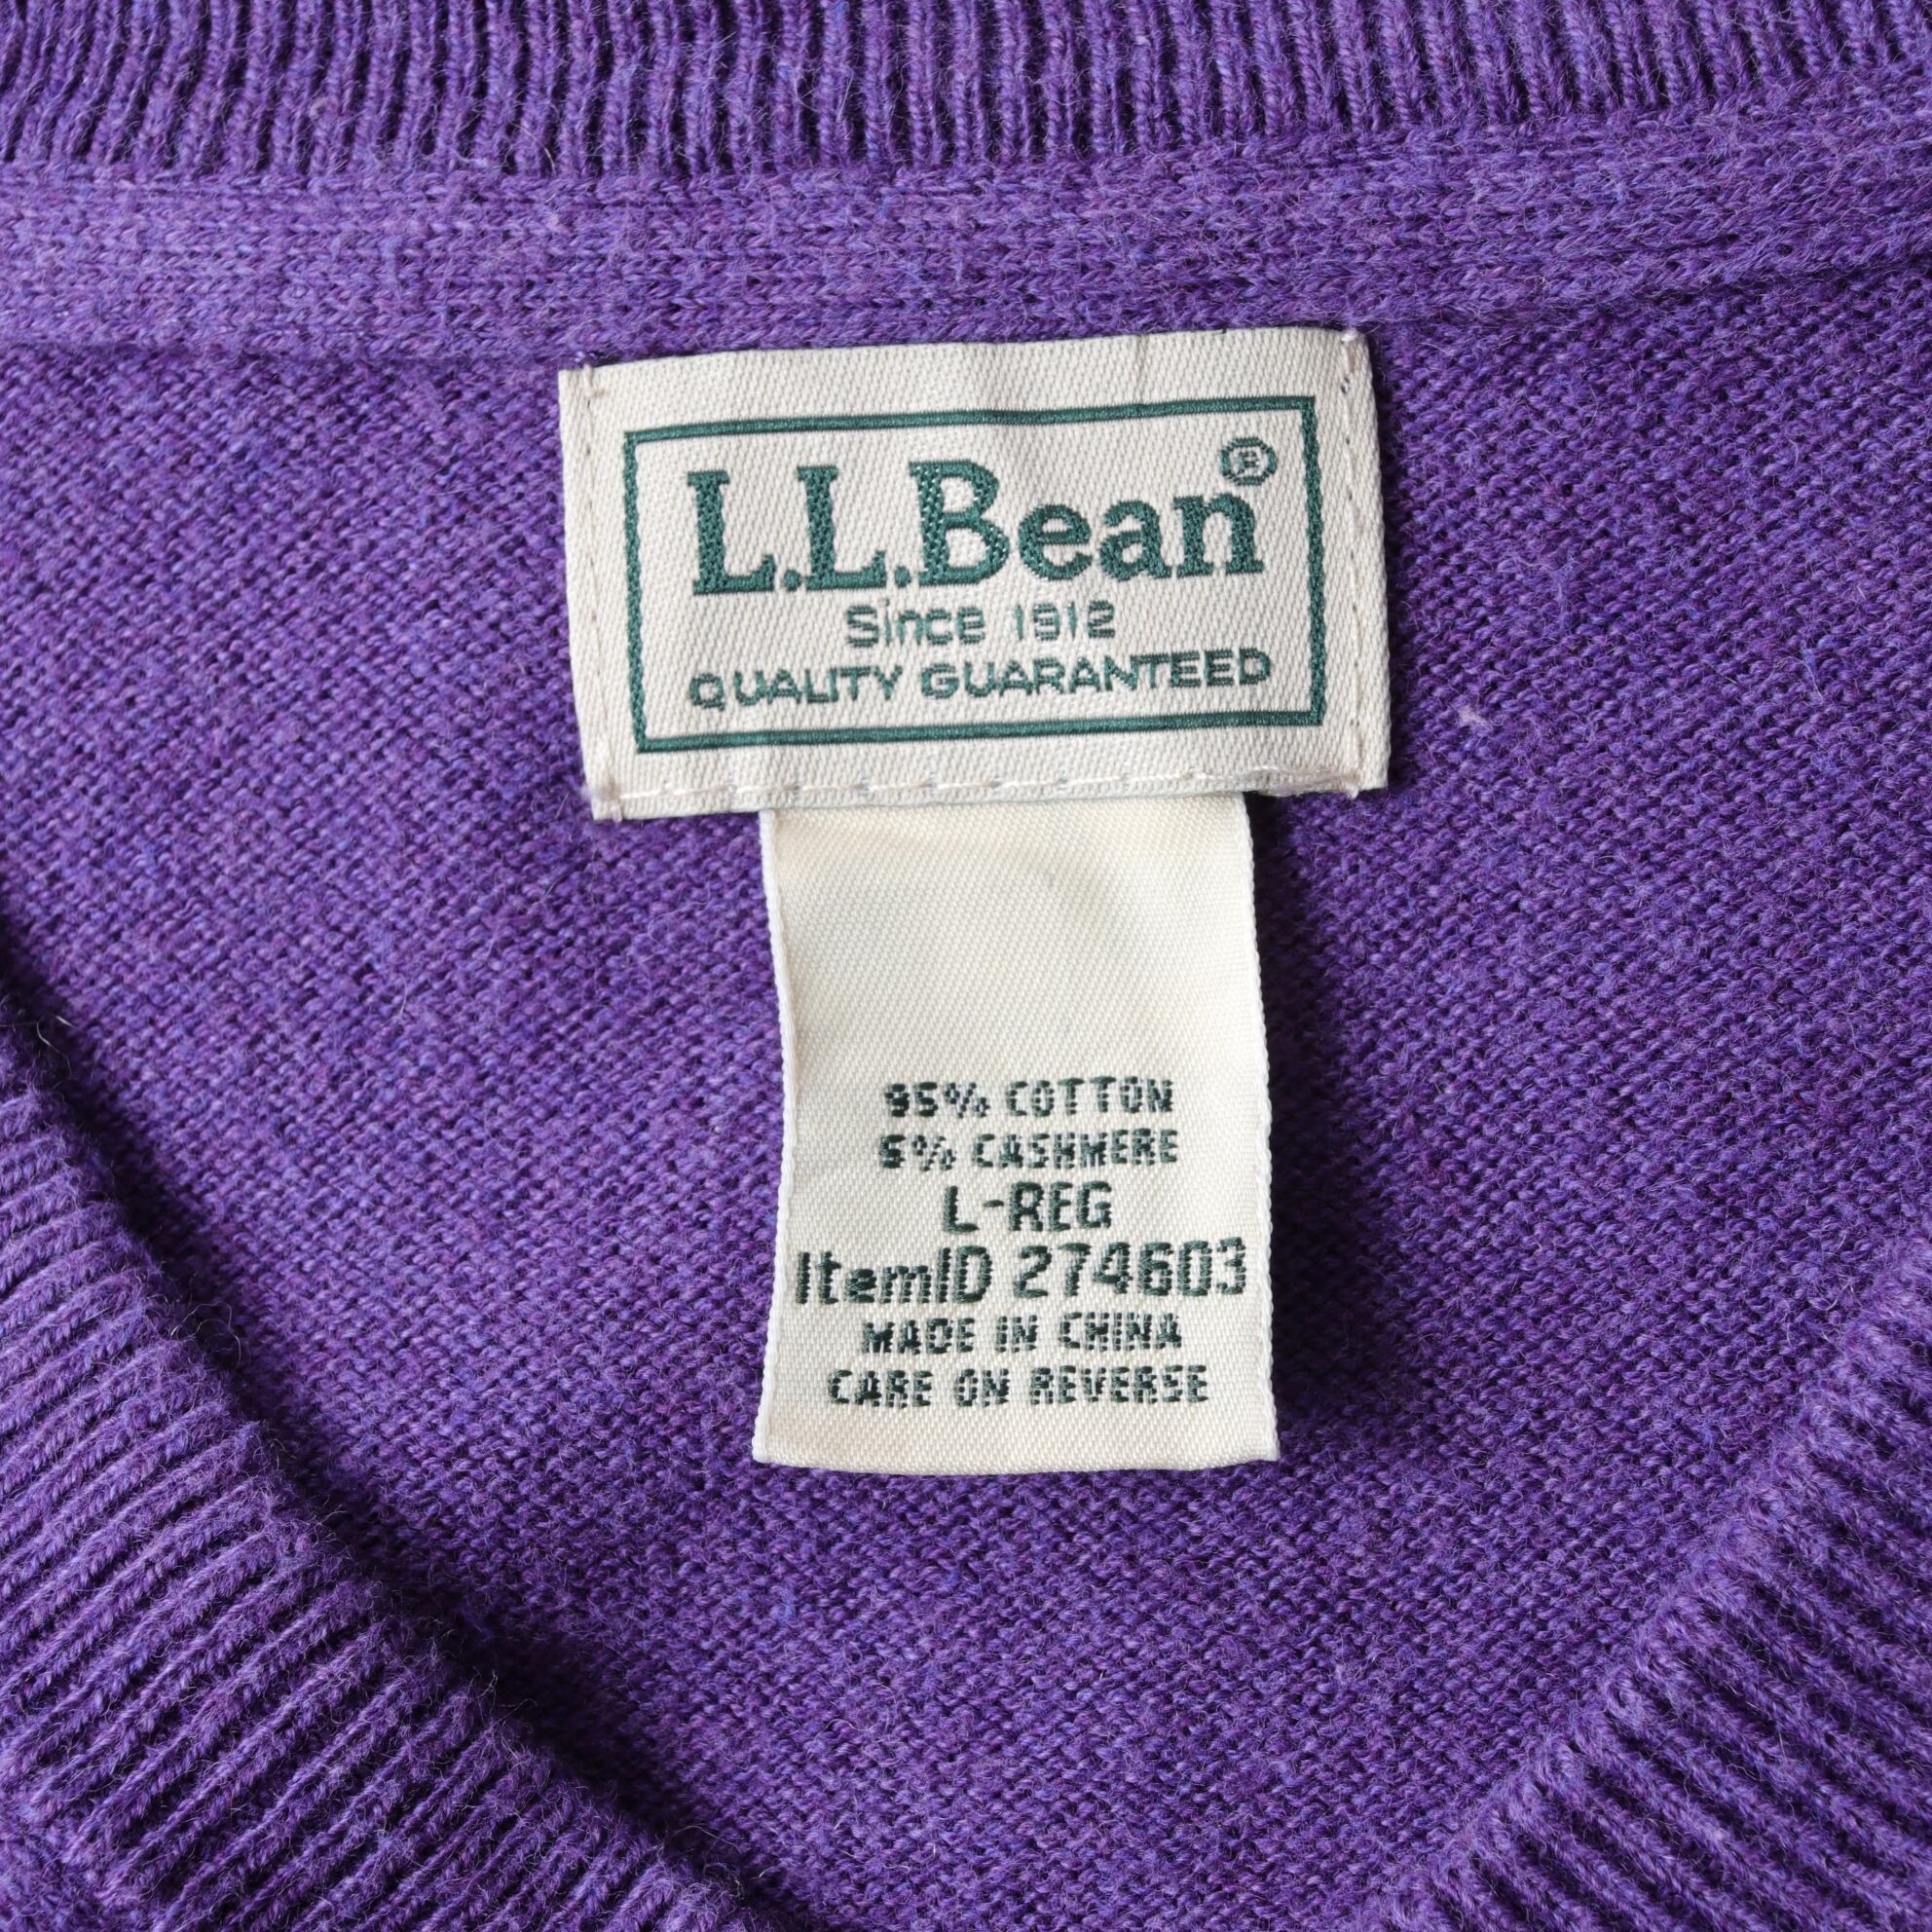 L.L.Bean®
Since 1912
QUALITY GUARANTEED
95% COTTON
5% CASHMERE
L-REG
ItemID 274603
MADE IN CHINA
CARE ON REVERSE